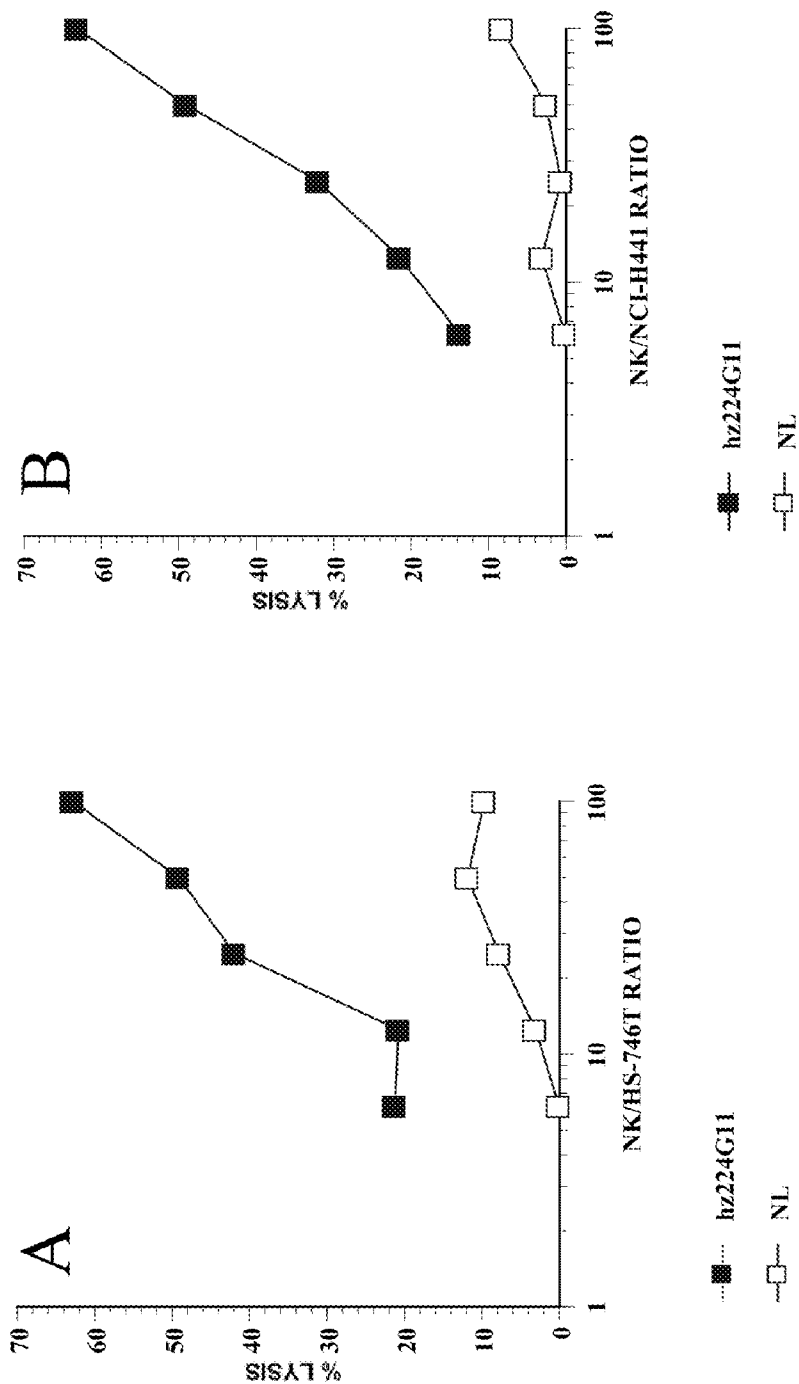 A
70
60
50
40
30
20
10
0
% LYSIS
1
10
100
NK/HS-746T RATIO
hz224G11
NL
B
70
60
50
40
30
20
10
0
% LYSIS
1
10
100
NK/NCI-H441 RATIO
hz224G11
NL